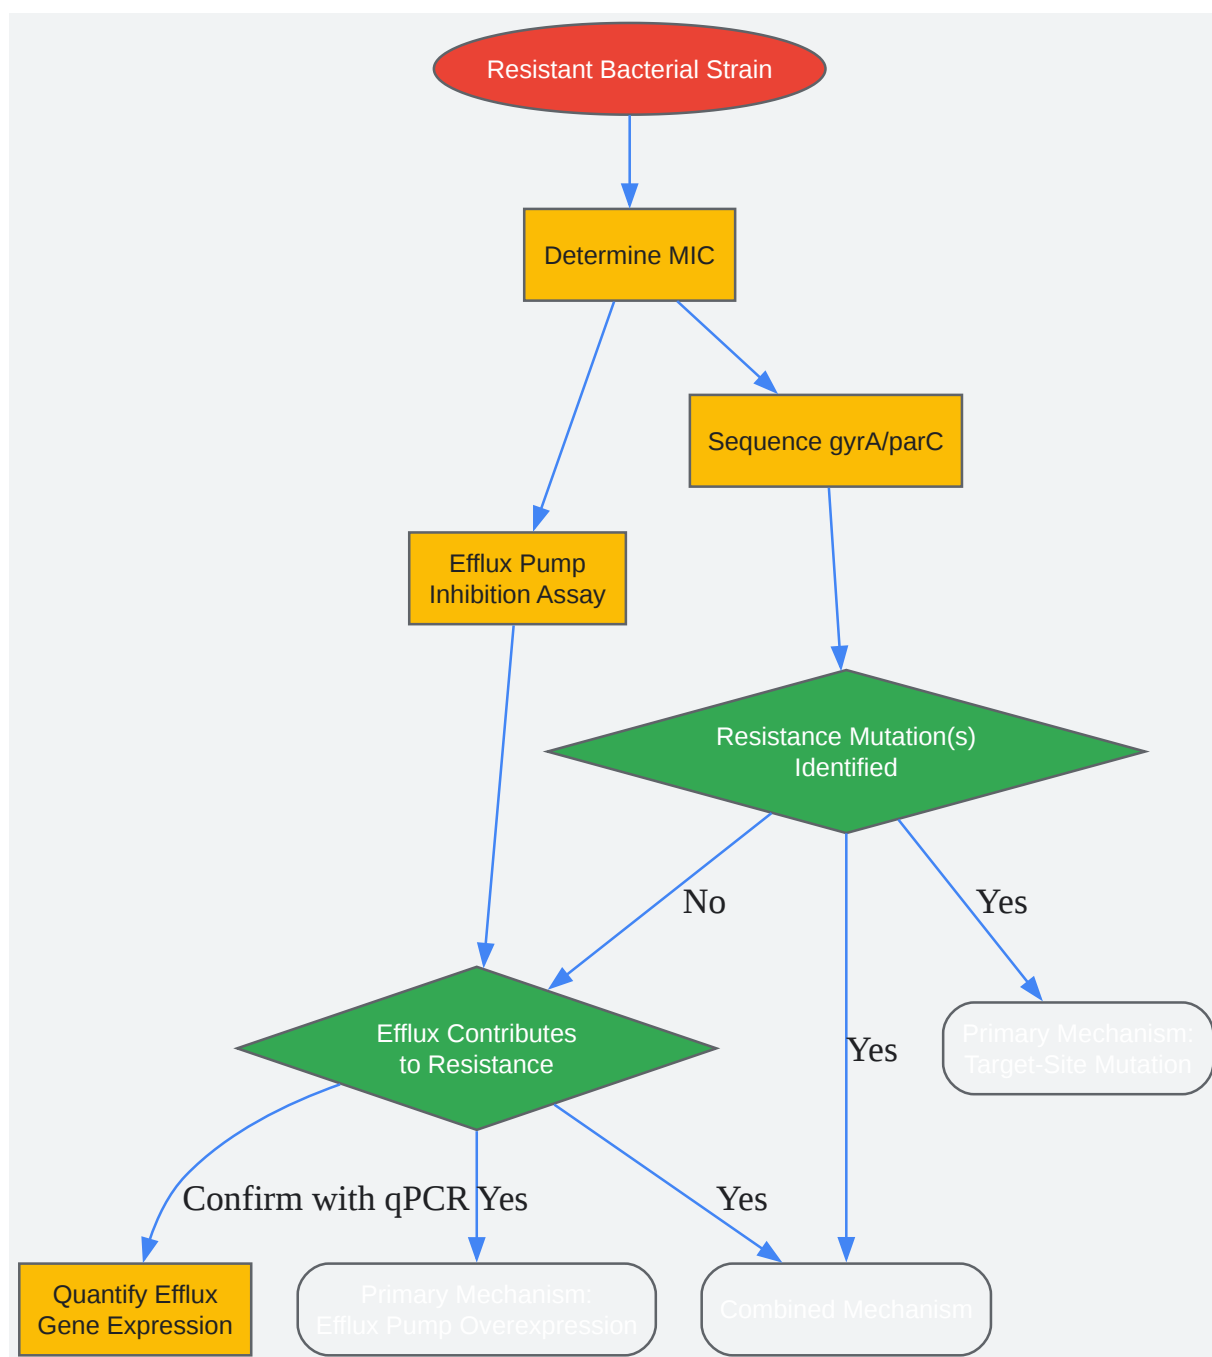 Resistant Bacterial Strain
Determine MIC
Sequence gyrA/parC
Efflux Pump
Inhibition Assay
Resistance Mutation(s)
Identified
No
Yes
Efflux Contributes
to Resistance
Yes
Primary Mechanism:
Target-Site Mutation
Confirm with qPCR
Yes
Yes
Quantify Efflux
Gene Expression
Primary Mechanism:
Efflux Pump Overexpression
Combined Mechanism